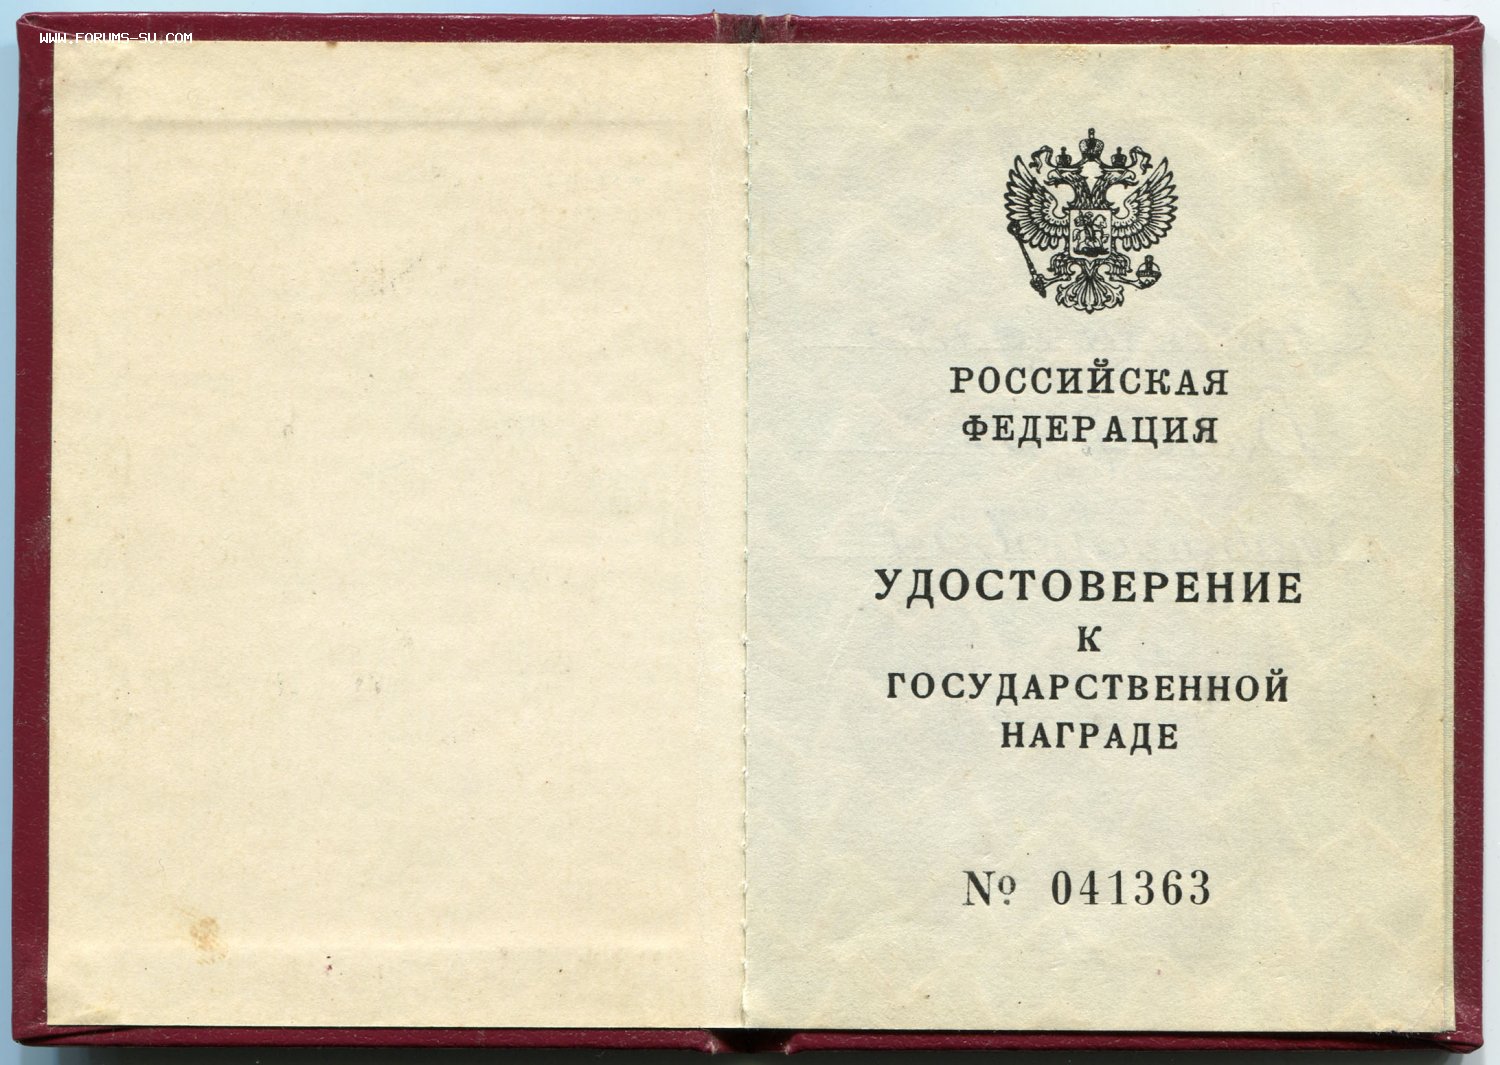 WWW.FORUMS-SU.COM
РОССИЙСКАЯ
ФЕДЕРАЦИЯ
УДОСТОВЕРЕНИЕ
К
ГОСУДАРСТВЕННОЙ
НАГРАДЕ
№ 041363